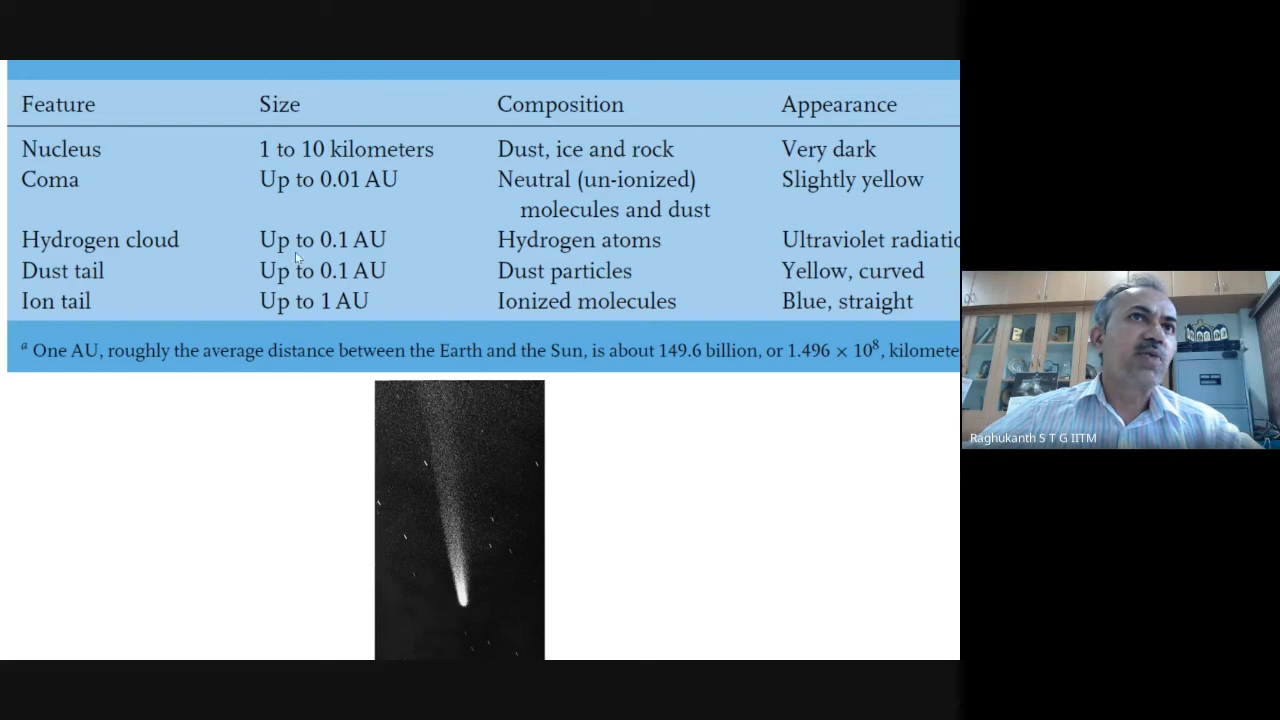 Feature Size Composition Appearance
Nucleus 1 to 10 kilometers Dust, ice and rock Very dark
Coma Up to 0.01 AU Neutral (un-ionized) Slightly yellow
molecules and dust
Hydrogen cloud Up to 0.1 AU Hydrogen atoms Ultraviolet radiatio
Dust tail Up to 0.1 AU Dust particles Yellow, curved
Ion tail Up to 1 AU Ionized molecules Blue, straight
ᵃ One AU, roughly the average distance between the Earth and the Sun, is about 149.6 billion, or 1.496 × 10⁸, kilomete
Raghukanth S T G IITM